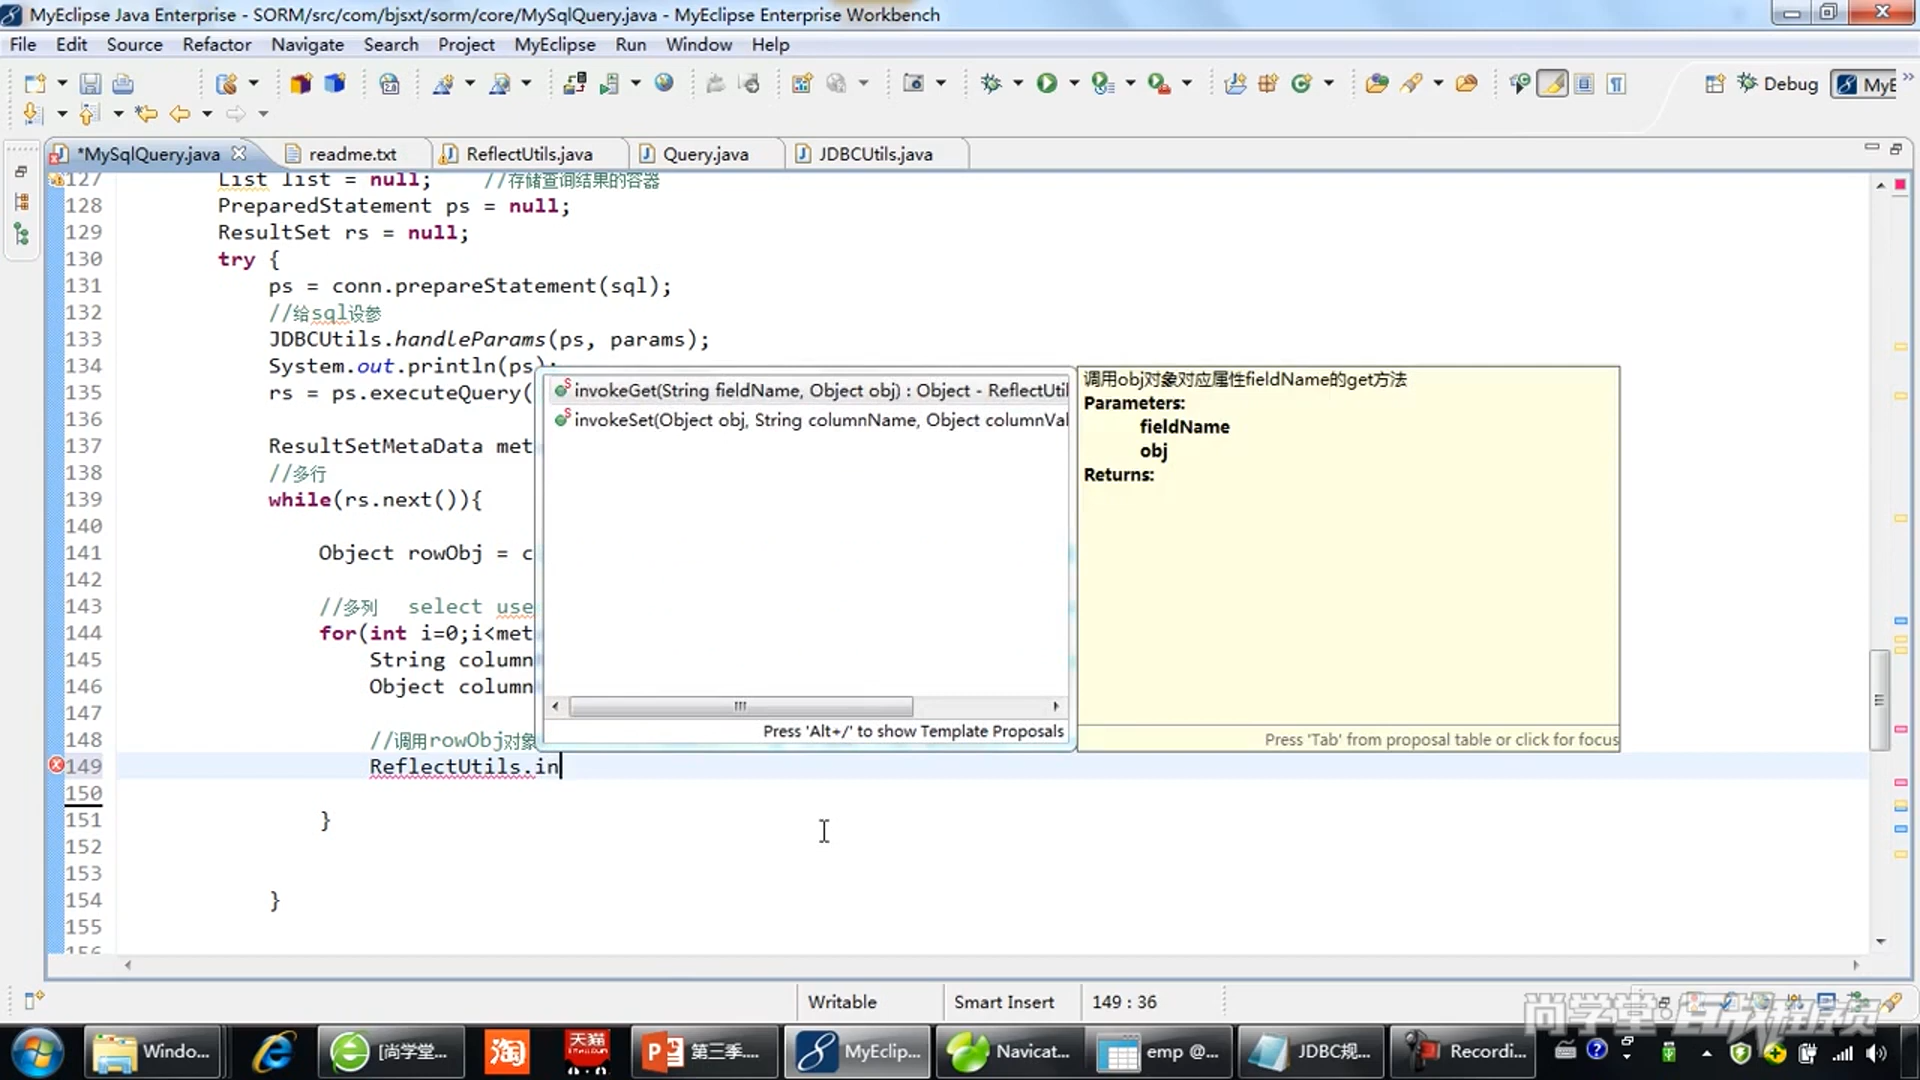 MyEclipse Java Enterprise - SORM/src/com/bjsxt/sorm/core/MySqlQuery.java - MyEclipse Enterprise Workbench
File Edit Source Refactor Navigate Search Project MyEclipse Run Window Help
Debug MyE
*MySqlQuery.java readme.txt ReflectUtils.java Query.java JDBCUtils.java
127 List list = null; //存储查询结果的容器
128 PreparedStatement ps = null;
129 ResultSet rs = null;
130 try {
131 ps = conn.prepareStatement(sql);
132 //给sql设参
133 JDBCUtils.handleParams(ps, params);
134 System.out.println(ps);
135 rs = ps.executeQuery(
136
137 ResultSetMetaData met
138 //多行
139 while(rs.next()){
140
141 Object rowObj = c
142
143 //多列 select use
144 for(int i=0;i<met
145 String column
146 Object column
147
148 //调用rowObj对象
149 ReflectUtils.in
150
151 }
152
153
154 }
155
156
invokeGet(String fieldName, Object obj) : Object - ReflectUtil
invokeSet(Object obj, String columnName, Object columnVal
Press 'Alt+/' to show Template Proposals
调用obj对象对应属性fieldName的get方法
Parameters:
fieldName
obj
Returns:
Press 'Tab' from proposal table or click for focus
Writable Smart Insert 149 : 36
Windo... [尚学堂... 淘 天猫 第三季.... MyEclip... Navicat... emp @... JDBC规... Recordi...